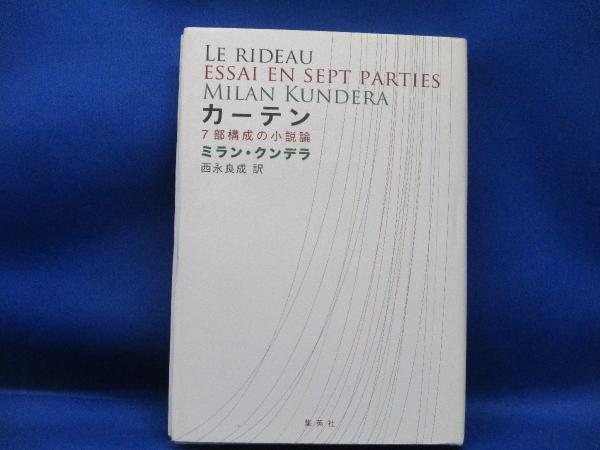 LE RIDEAU
ESSAI EN SEPT PARTIES
MILAN KUNDERA
カーテン
7部構成の小説論
ミラン・クンデラ
西永良成 訳
集英社